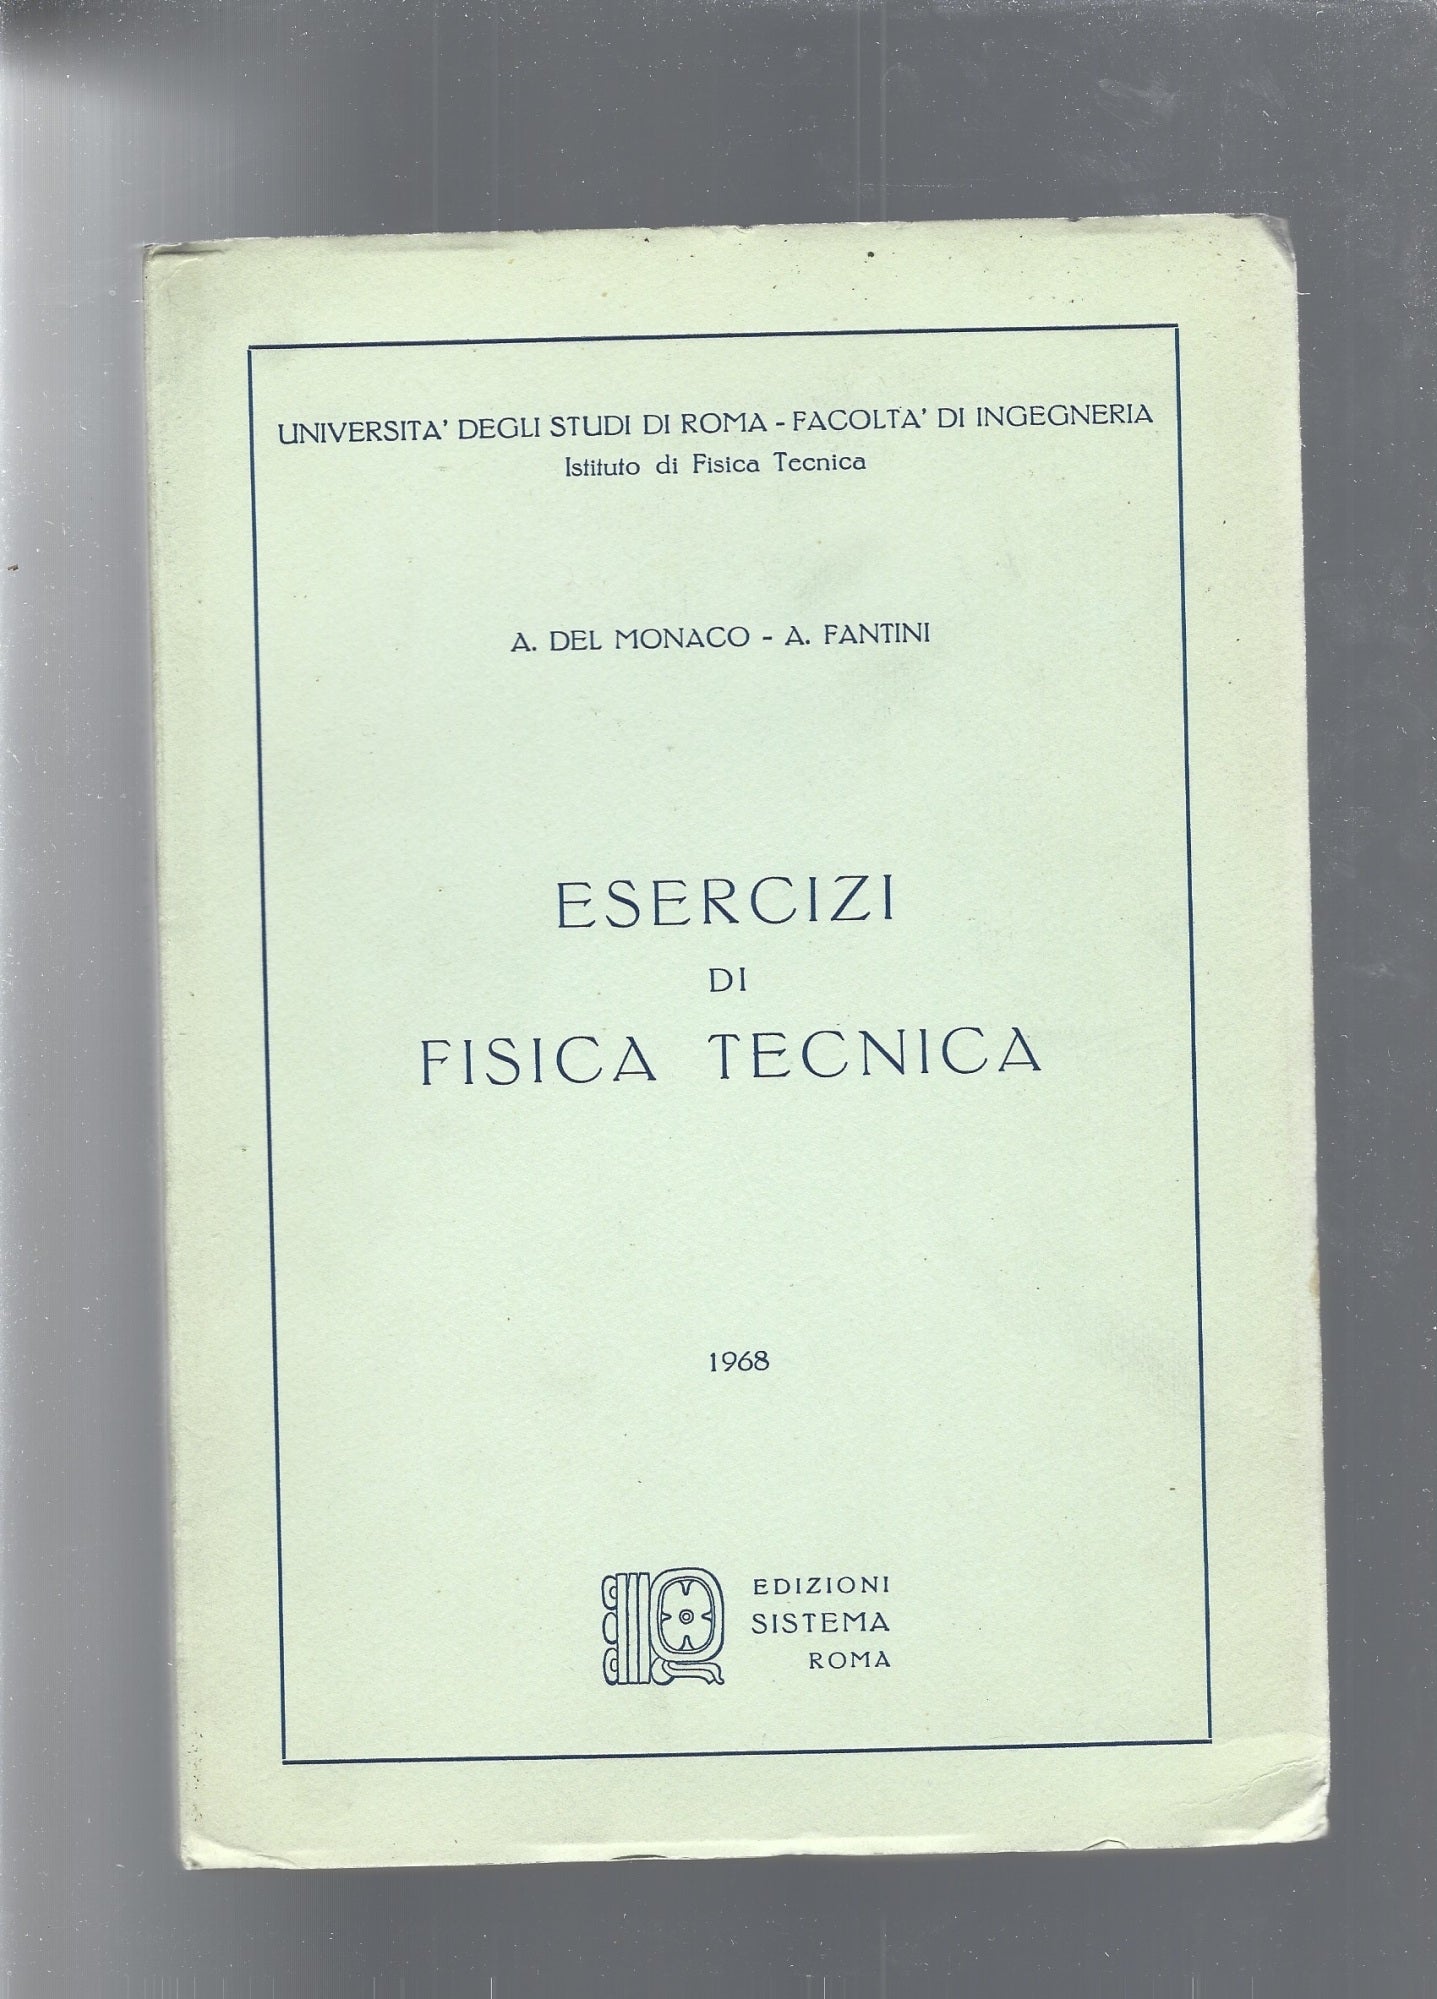 UNIVERSITA' DEGLI STUDI DI ROMA - FACOLTA' DI INGEGNERIA
Istituto di Fisica Tecnica
A. DEL MONACO - A. FANTINI
ESERCIZI
DI
FISICA TECNICA
1968
EDIZIONI
SISTEMA
ROMA